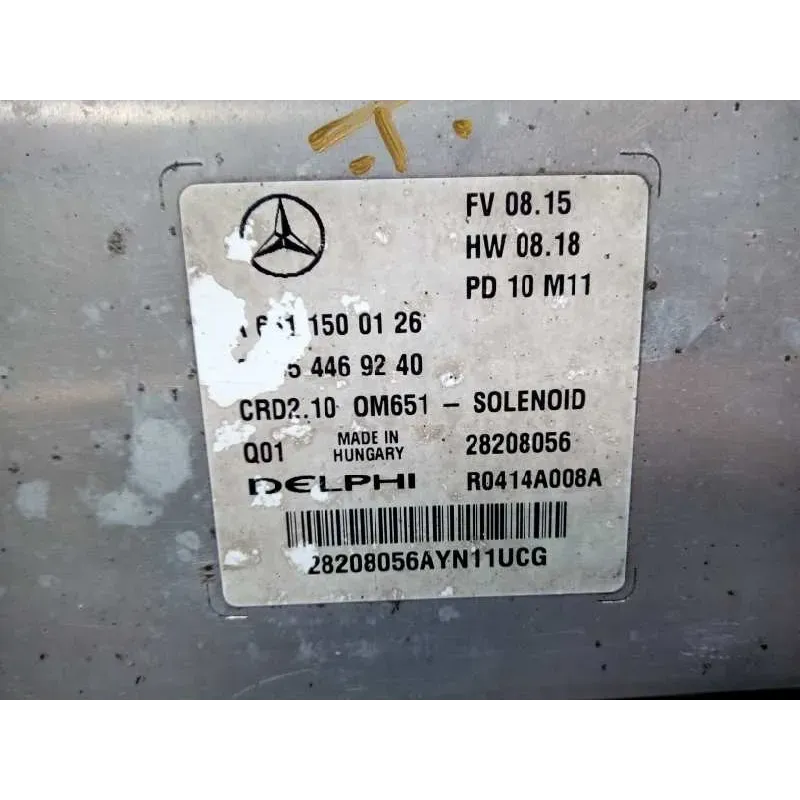 FV 08.15
HW 08.18
PD 10 M11
150 01 26
446 92 40
CRD2.10 OM651 - SOLENOID
Q01 MADE IN HUNGARY 28208056
DELPHI R0414A008A
28208056AYN11UCG